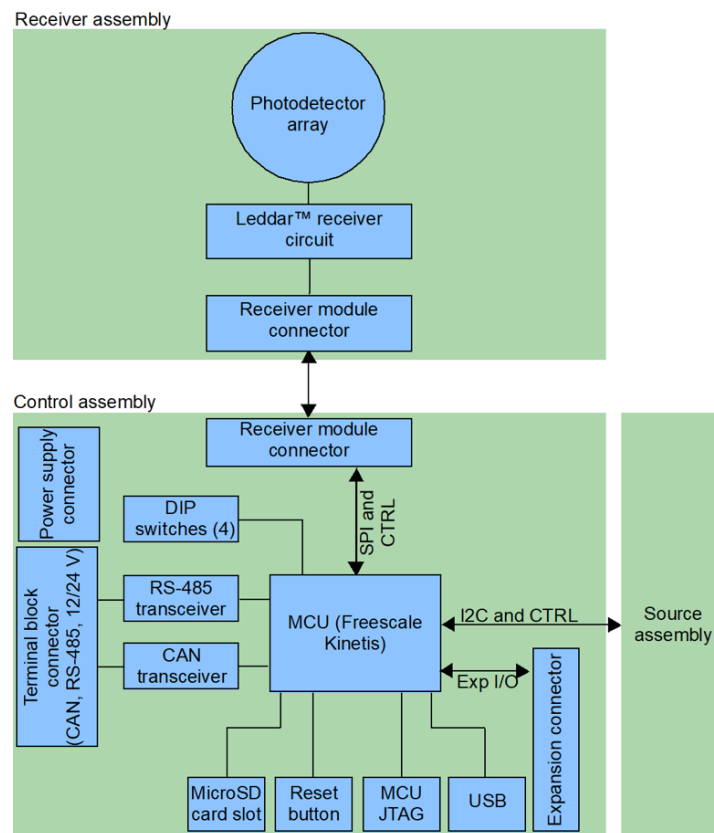 Receiver assembly
Photodetector
array
Leddar™ receiver
circuit
Receiver module
connector
Control assembly
Receiver module
connector
Power supply
connector
DIP
switches (4)
SPI and
CTRL
Terminal block
connector
(CAN, RS-485, 12/24 V)
RS-485
transceiver
MCU (Freescale
Kinetis)
I2C and CTRL
Source
assembly
CAN
transceiver
Exp I/O
Expansion connector
MicroSD
card slot
Reset
button
MCU
JTAG
USB